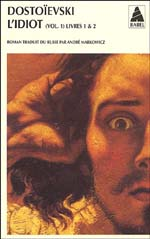 DOSTOÏEVSKI
L'IDIOT (VOL. 1) LIVRES 1 & 2
ROMAN TRADUIT DU RUSSE PAR ANDRÉ MARKOWICZ
BABEL